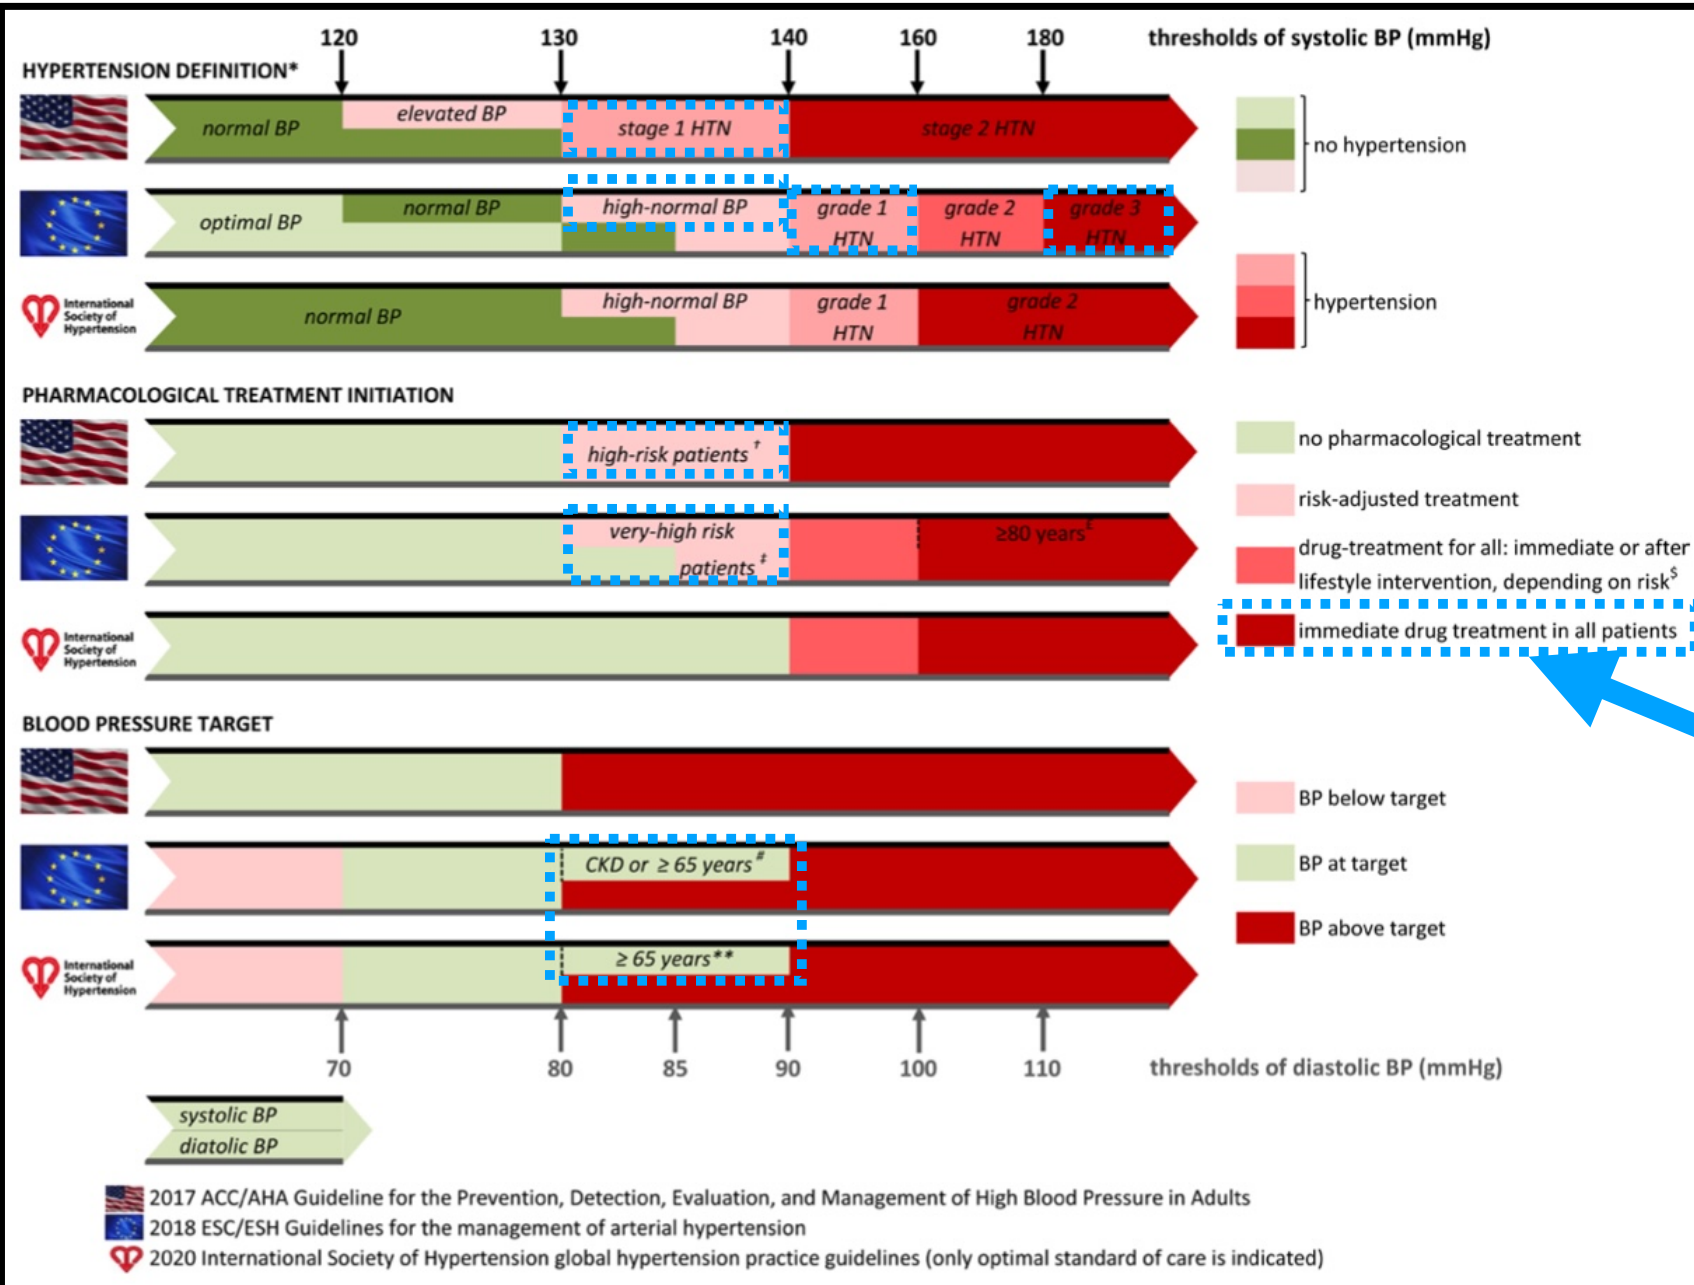 120 130 140 160 180 thresholds of systolic BP (mmHg)
HYPERTENSION DEFINITION*
normal BP elevated BP stage 1 HTN stage 2 HTN
no hypertension
optimal BP normal BP high-normal BP grade 1 HTN grade 2 HTN grade 3 HTN
International
Society of
Hypertension
normal BP high-normal BP grade 1 HTN grade 2 HTN
hypertension
PHARMACOLOGICAL TREATMENT INITIATION
high-risk patients †
no pharmacological treatment
risk-adjusted treatment
very-high risk
patients ‡
≥80 years£
drug-treatment for all: immediate or after
lifestyle intervention, depending on risk$
International
Society of
Hypertension
immediate drug treatment in all patients
BLOOD PRESSURE TARGET
BP below target
CKD or ≥ 65 years #
BP at target
BP above target
International
Society of
Hypertension
≥ 65 years**
70 80 85 90 100 110 thresholds of diastolic BP (mmHg)
systolic BP
diatolic BP
2017 ACC/AHA Guideline for the Prevention, Detection, Evaluation, and Management of High Blood Pressure in Adults
2018 ESC/ESH Guidelines for the management of arterial hypertension
2020 International Society of Hypertension global hypertension practice guidelines (only optimal standard of care is indicated)